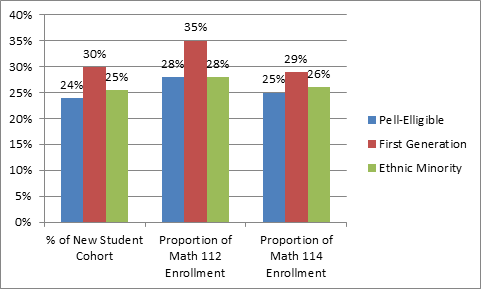 40%
35%
30%
25%
20%
15%
10%
5%
0%
24%
30%
25%
28%
35%
28%
25%
29%
26%
% of New Student
Cohort
Proportion of
Math 112
Enrollment
Proportion of
Math 114
Enrollment
Pell-Elligible
First Generation
Ethnic Minority